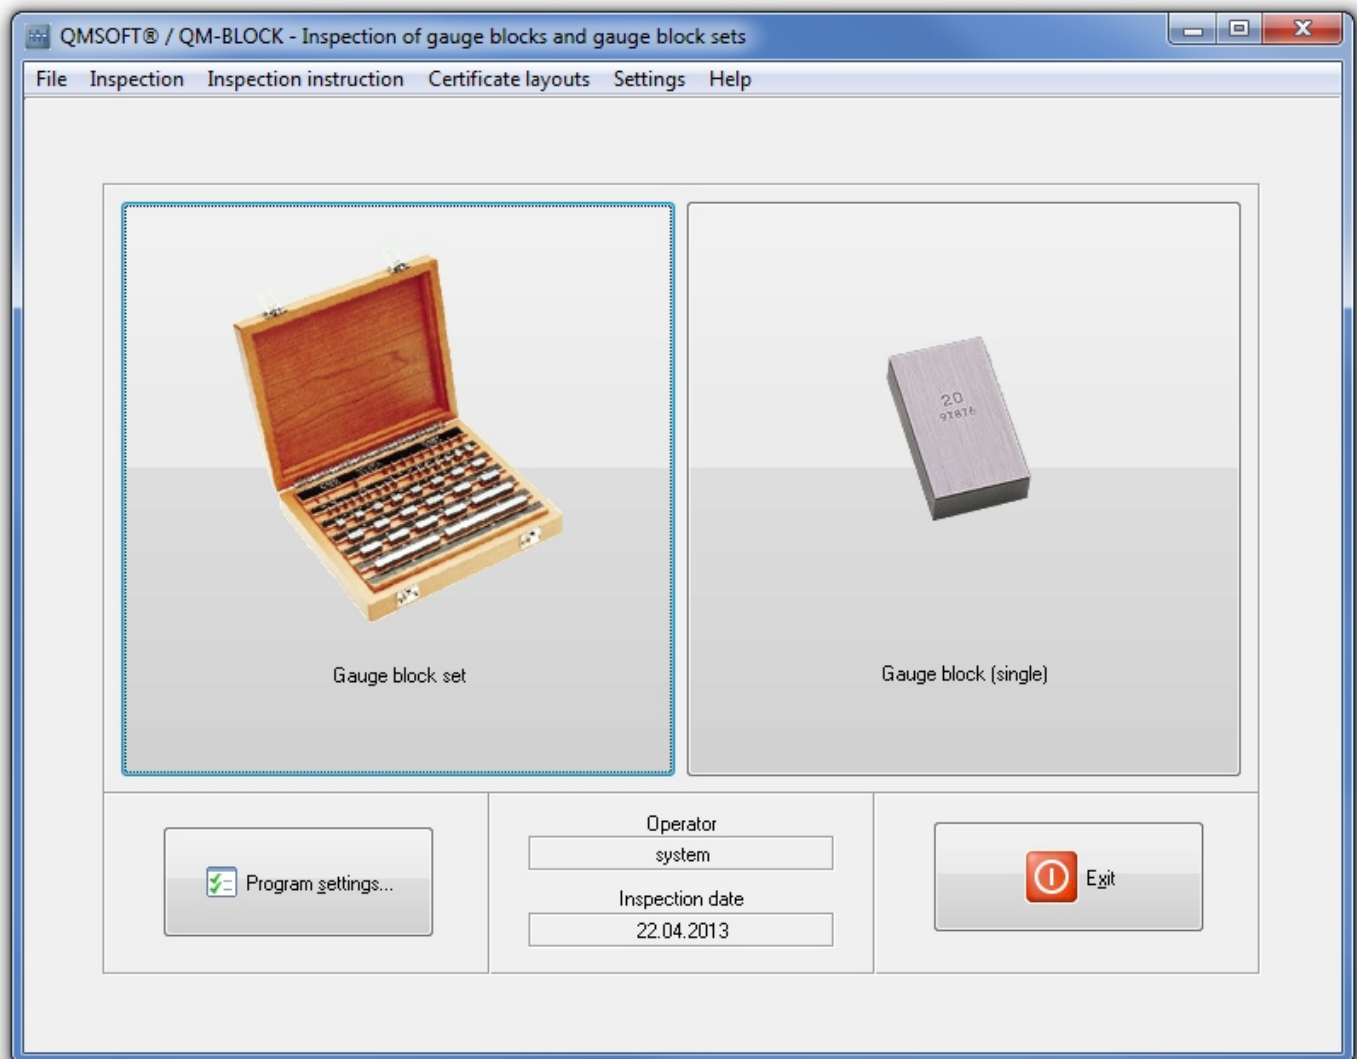 QMSOFT® / QM-BLOCK - Inspection of gauge blocks and gauge block sets
File Inspection Inspection instruction Certificate layouts Settings Help
20
97876
Gauge block set
Gauge block (single)
Operator
system
Program settings...
Exit
Inspection date
22.04.2013